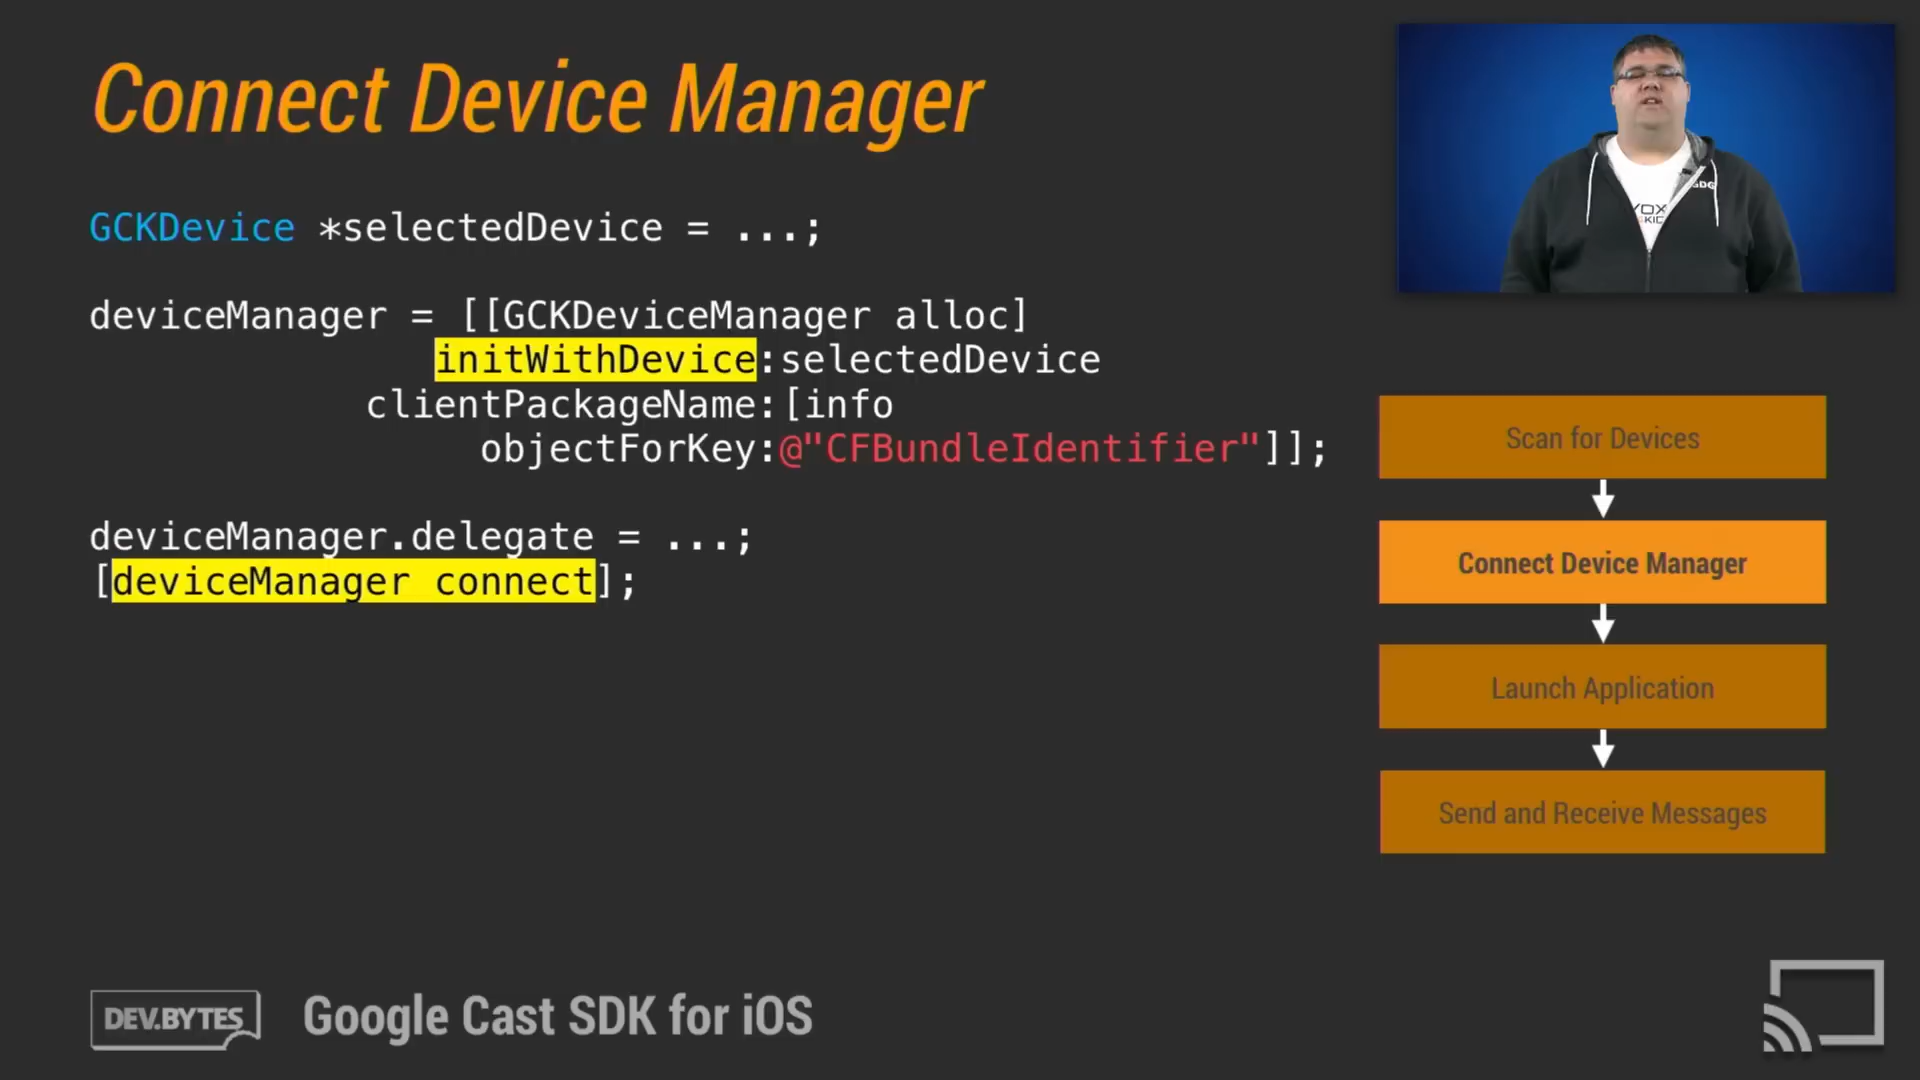 Connect Device Manager
GCKDevice *selectedDevice = ...;
deviceManager = [[GCKDeviceManager alloc]
initWithDevice:selectedDevice
clientPackageName:[info
objectForKey:@"CFBundleIdentifier"]];
deviceManager.delegate = ...;
[deviceManager connect];
Scan for Devices
Connect Device Manager
Launch Application
Send and Receive Messages
DEV.BYTES
Google Cast SDK for iOS